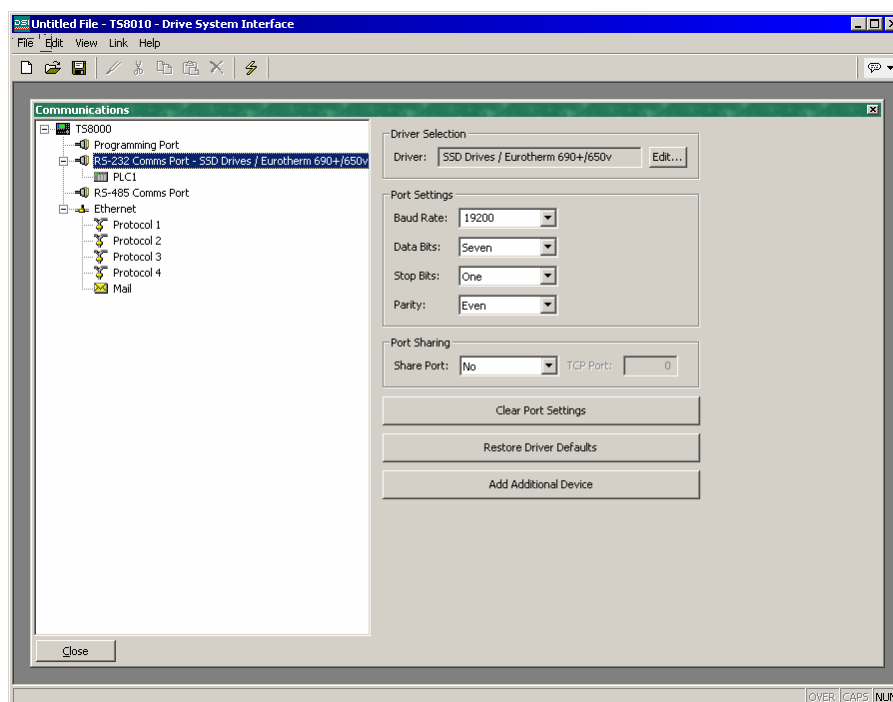 DSI Untitled File - TS8010 - Drive System Interface
File Edit View Link Help
Communications
TS8000
Programming Port
RS-232 Comms Port - SSD Drives / Eurotherm 690+/650v
PLC1
RS-485 Comms Port
Ethernet
Protocol 1
Protocol 2
Protocol 3
Protocol 4
Mail
Driver Selection
Driver: SSD Drives / Eurotherm 690+/650v Edit...
Port Settings
Baud Rate: 19200
Data Bits: Seven
Stop Bits: One
Parity: Even
Port Sharing
Share Port: No TCP Port: 0
Clear Port Settings
Restore Driver Defaults
Add Additional Device
Close
OVER CAPS NUM